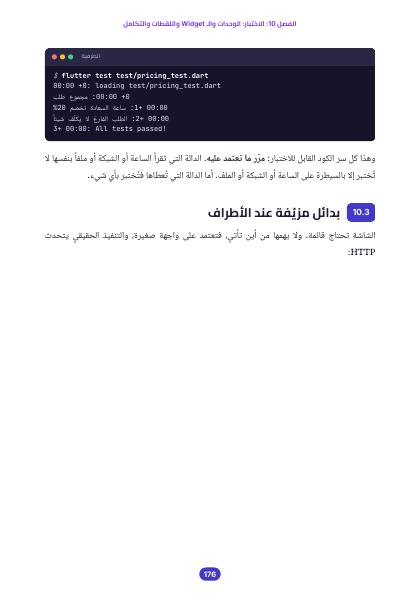 الفصل 10: الاختبار: الوحدات والـ Widget واللقطات والتكامل
الطرفية
$ flutter test test/pricing_test.dart
00:00 +0: loading test/pricing_test.dart
00:00 +0: مجموع طلب
00:00 +1: ساعة السعادة تخصم 20%
00:00 +2: الطلب الفارغ لا يكلّف شيئاً
00:00 +3: All tests passed!
وهذا كل سر الكود القابل للاختبار: مرّر ما تعتمد عليه. الدالة التي تقرأ الساعة أو الشبكة أو ملفاً بنفسها لا
تُختبر إلا بالسيطرة على الساعة أو الشبكة أو الملف. أما الدالة التي تُعطاها فتُختبر بأي شيء.
10.3 بدائل مزيّفة عند الأطراف
الشاشة تحتاج قائمة. ولا يهمها من أين تأتي، فتعتمد على واجهة صغيرة، والتنفيذ الحقيقي يتحدث
HTTP:
176